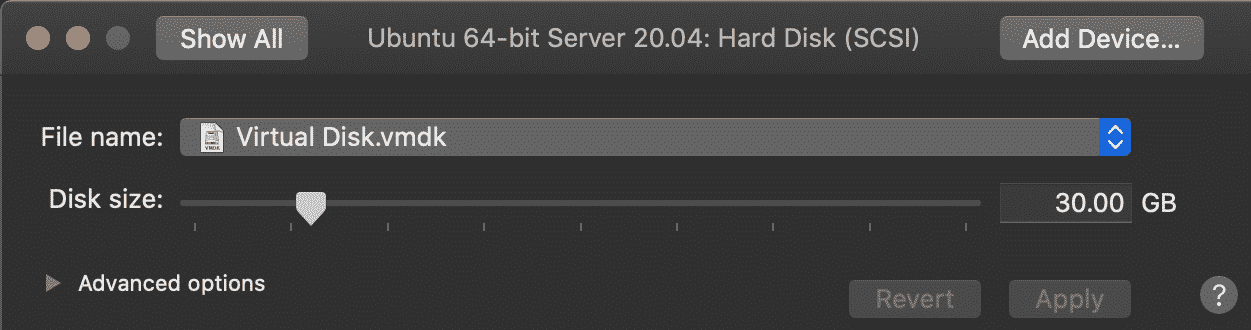 Show All Ubuntu 64-bit Server 20.04: Hard Disk (SCSI) Add Device...
File name: VMDK Virtual Disk.vmdk
Disk size: 30.00 GB
Advanced options Revert Apply ?